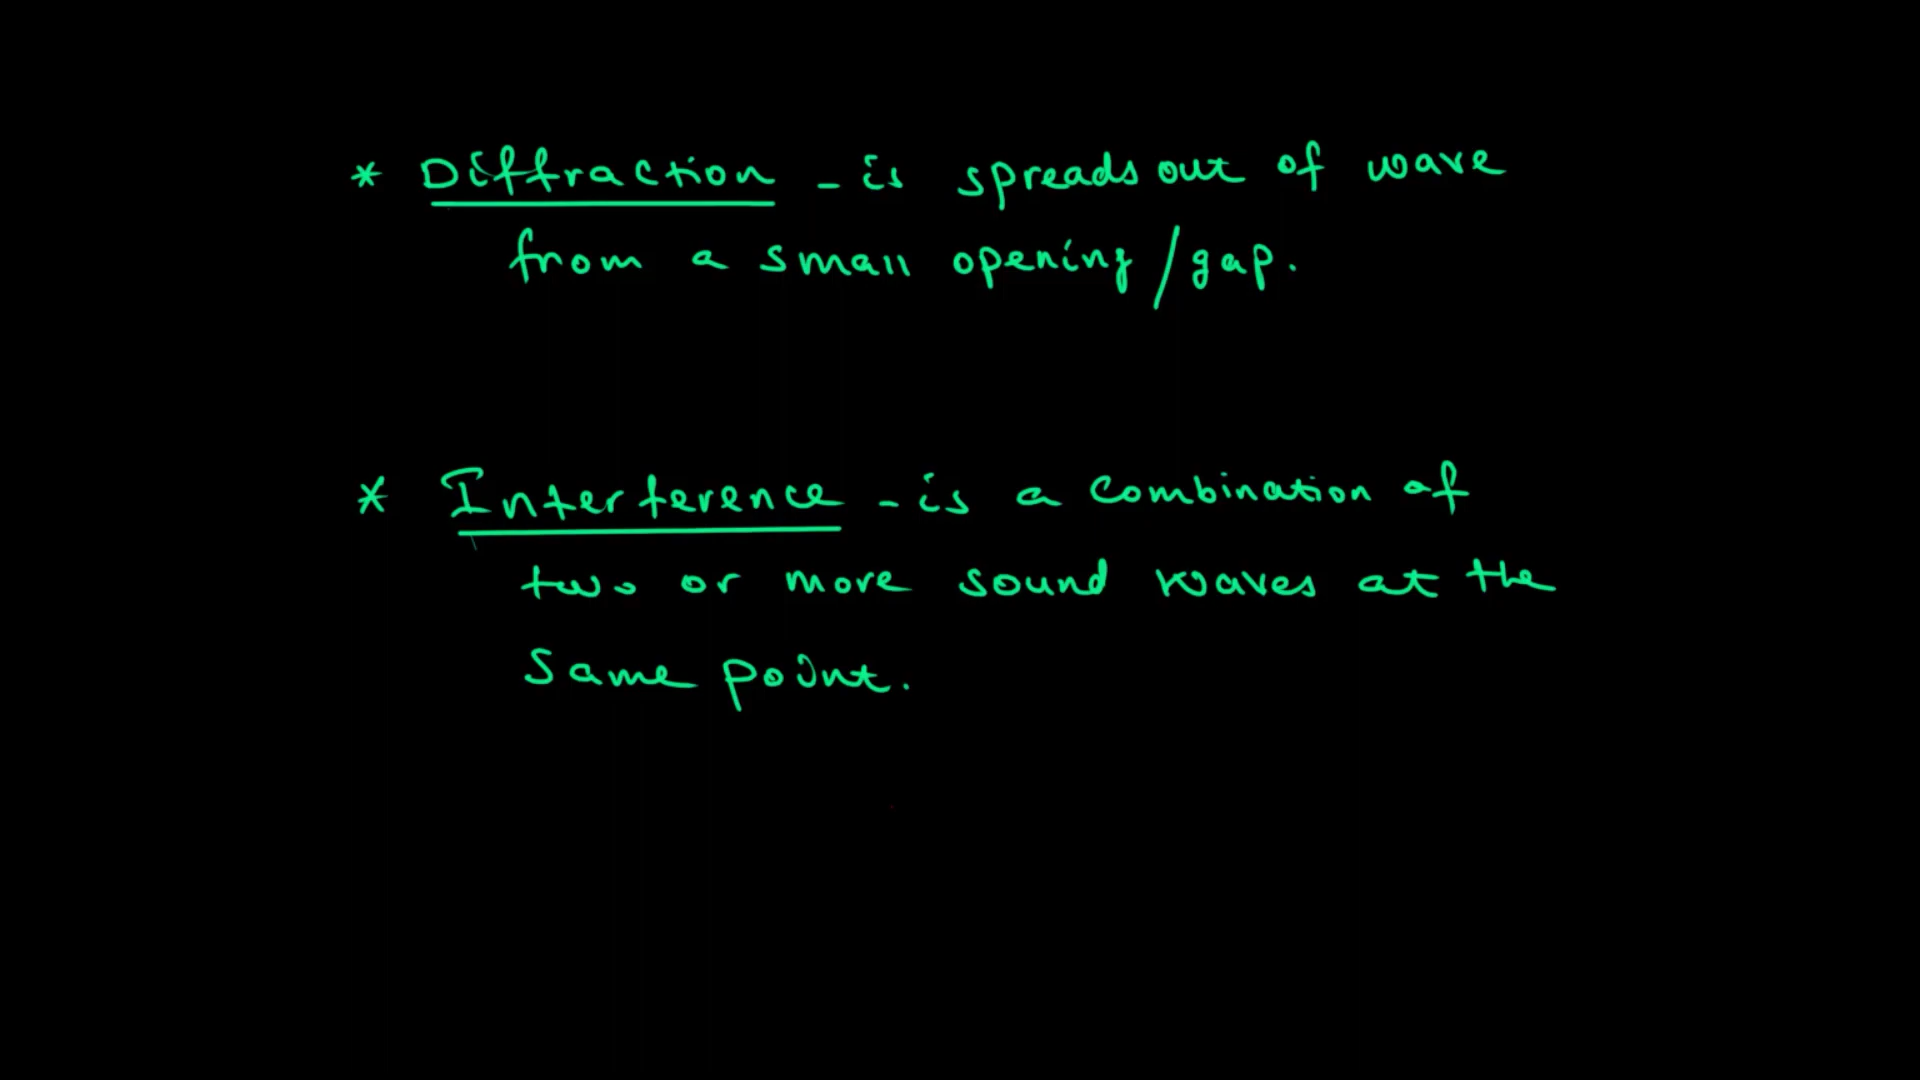 * Diffraction - is spreads out of wave
from a small opening/gap.
* Interference - is a combination of
two or more sound waves at the
Same point.